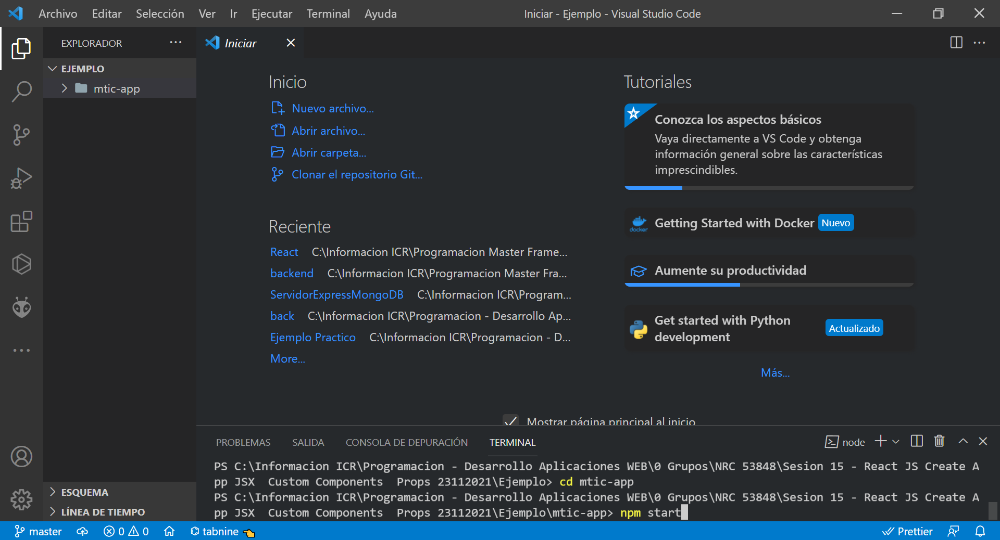 Archivo Editar Selección Ver Ir Ejecutar Terminal Ayuda
Iniciar - Ejemplo - Visual Studio Code
EXPLORADOR
EJEMPLO
mtic-app
ESQUEMA
LÍNEA DE TIEMPO
Iniciar
Inicio
Nuevo archivo...
Abrir archivo...
Abrir carpeta...
Clonar el repositorio Git...
Reciente
React C:\Informacion ICR\Programacion Master Frame...
backend C:\Informacion ICR\Programacion Master Fra...
ServidorExpressMongoDB C:\Informacion ICR\Program...
back C:\Informacion ICR\Programacion - Desarrollo Ap...
Ejemplo Practico C:\Informacion ICR\Programacion - D...
More...
Tutoriales
Conozca los aspectos básicos
Vaya directamente a VS Code y obtenga
información general sobre las características
imprescindibles.
docker
Getting Started with Docker Nuevo
Aumente su productividad
Get started with Python
development
Actualizado
Más...
Mostrar página principal al inicio
PROBLEMAS SALIDA CONSOLA DE DEPURACIÓN TERMINAL
node
PS C:\Informacion ICR\Programacion - Desarrollo Aplicaciones WEB\0 Grupos\NRC 53848\Sesion 15 - React JS Create A
pp JSX  Custom Components  Props 23112021\Ejemplo> cd mtic-app
PS C:\Informacion ICR\Programacion - Desarrollo Aplicaciones WEB\0 Grupos\NRC 53848\Sesion 15 - React JS Create A
pp JSX  Custom Components  Props 23112021\Ejemplo\mtic-app> npm start
master 0 0 tabnine Prettier